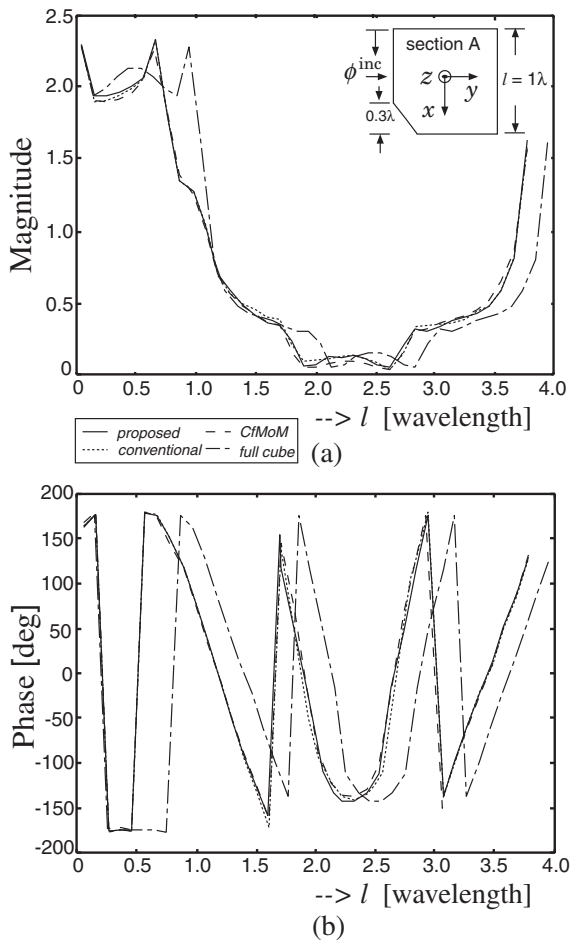 (a)
2.5
2.0
1.5
1.0
0.5
0
Magnitude
section A
ϕ^inc
z
y
x
l = 1λ
0.3λ
0 0.5 1.0 1.5 2.0 2.5 3.0 3.5 4.0
--> l [wavelength]
proposed CfMoM
conventional full cube
(a)
200
150
100
50
0
-50
-100
-150
-200
Phase [deg]
0 0.5 1.0 1.5 2.0 2.5 3.0 3.5 4.0
--> l [wavelength]
(b)